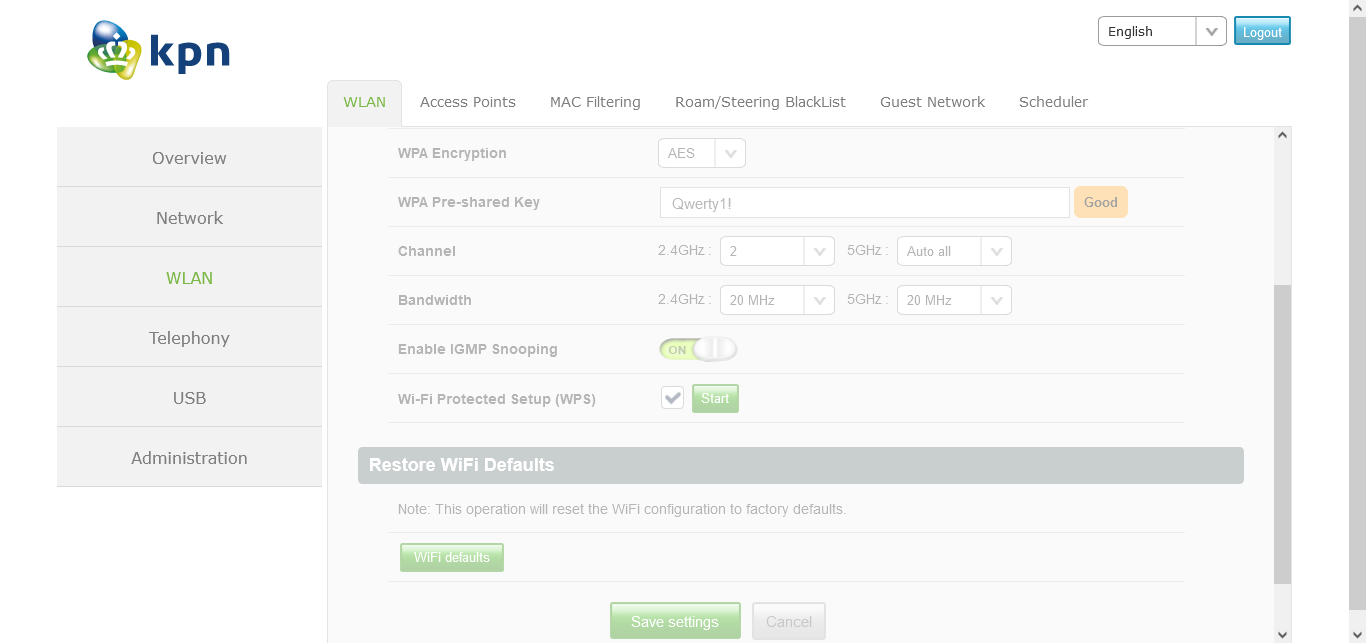 kpn
English
Logout
WLAN Access Points MAC Filtering Roam/Steering BlackList Guest Network Scheduler
Overview
Network
WLAN
Telephony
USB
Administration
WPA Encryption AES
WPA Pre-shared Key Qwerty1! Good
Channel 2.4GHz : 2 5GHz : Auto all
Bandwidth 2.4GHz : 20 MHz 5GHz : 20 MHz
Enable IGMP Snooping ON
Wi-Fi Protected Setup (WPS) Start
Restore WiFi Defaults
Note: This operation will reset the WiFi configuration to factory defaults.
WiFi defaults
Save settings Cancel